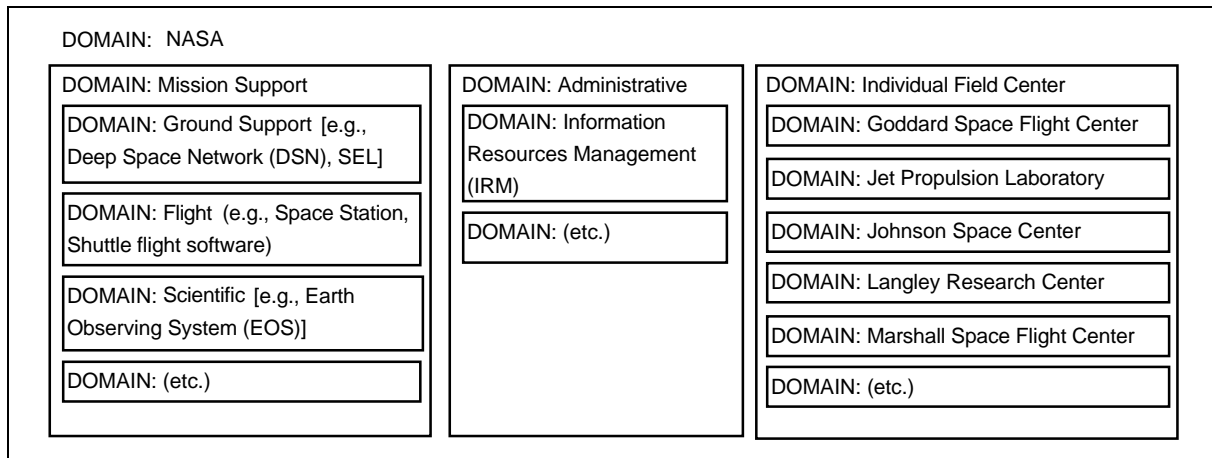 DOMAIN: NASA
DOMAIN: Mission Support
DOMAIN: Ground Support [e.g.,
Deep Space Network (DSN), SEL]
DOMAIN: Flight (e.g., Space Station,
Shuttle flight software)
DOMAIN: Scientific [e.g., Earth
Observing System (EOS)]
DOMAIN: (etc.)
DOMAIN: Administrative
DOMAIN: Information
Resources Management
(IRM)
DOMAIN: (etc.)
DOMAIN: Individual Field Center
DOMAIN: Goddard Space Flight Center
DOMAIN: Jet Propulsion Laboratory
DOMAIN: Johnson Space Center
DOMAIN: Langley Research Center
DOMAIN: Marshall Space Flight Center
DOMAIN: (etc.)